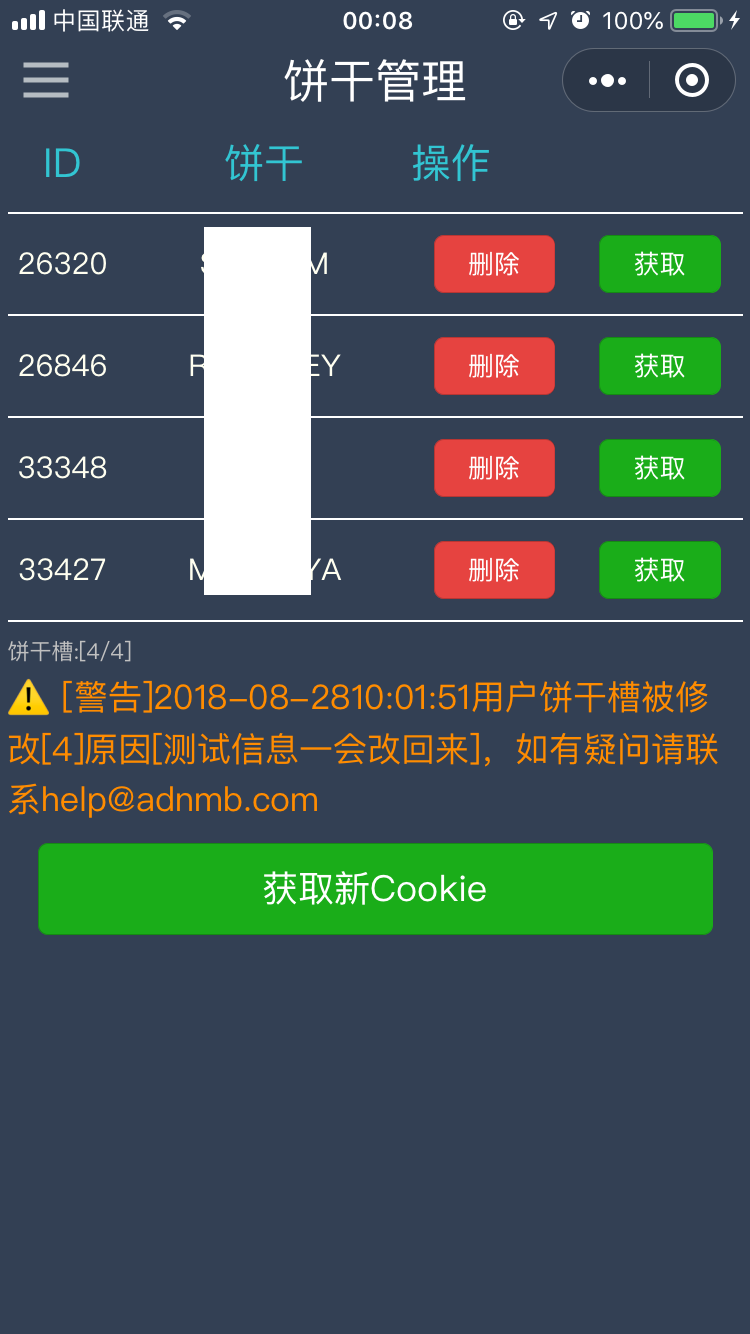 中国联通 00:08 100%
饼干管理
ID 饼干 操作
26320 M 删除 获取
26846 R EY 删除 获取
33348 删除 获取
33427 M YA 删除 获取
饼干槽:[4/4]
[警告]2018-08-2810:01:51用户饼干槽被修
改[4]原因[测试信息一会改回来]，如有疑问请联
系help@adnmb.com
获取新Cookie